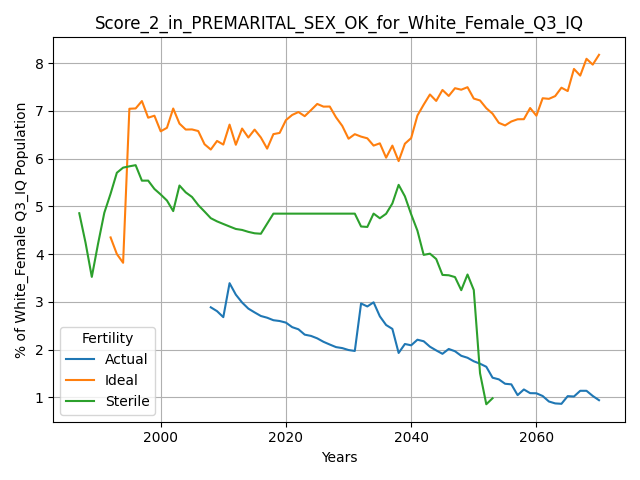 Score_2_in_PREMARITAL_SEX_OK_for_White_Female_Q3_IQ
% of White_Female Q3_IQ Population
8
7
6
5
4
3
2
1
Fertility
Actual
Ideal
Sterile
2000
2020
2040
2060
Years